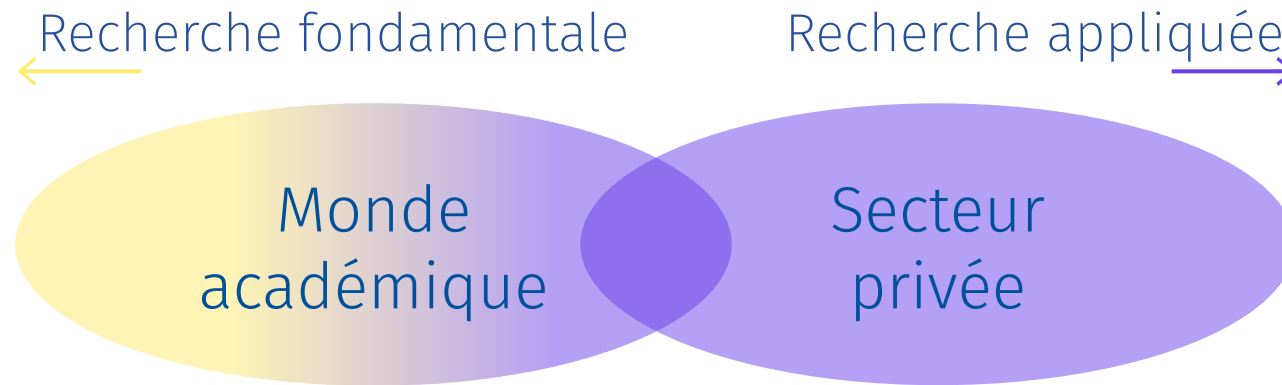 Recherche fondamentale
Recherche appliquée
Monde
académique
Secteur
privée